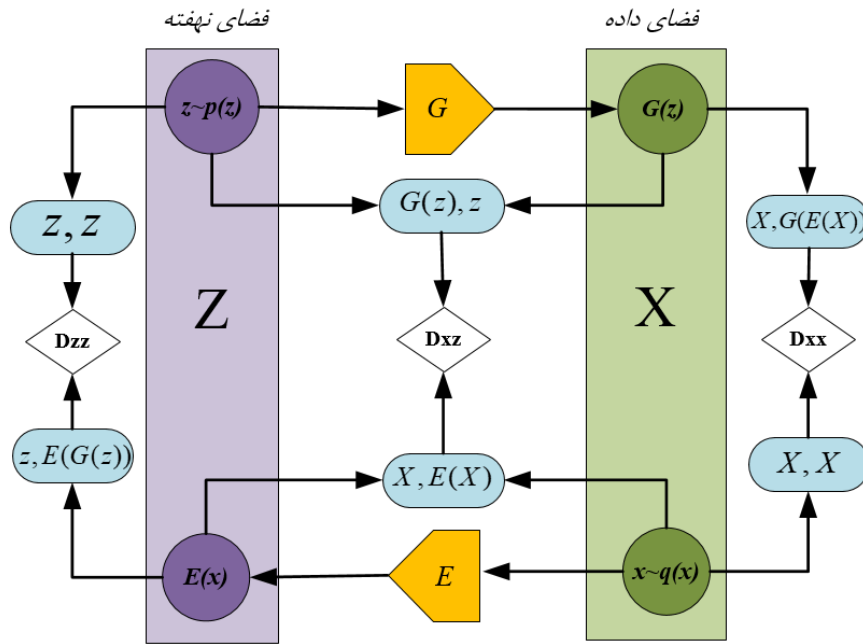 فضای نهفته
فضای داده
z~p(z)
G
G(z)
z, z
G(z), z
X,G(E(X))
Z
X
Dzz
Dxz
Dxx
z,E(G(z))
X,E(X)
X,X
E(x)
E
x~q(x)